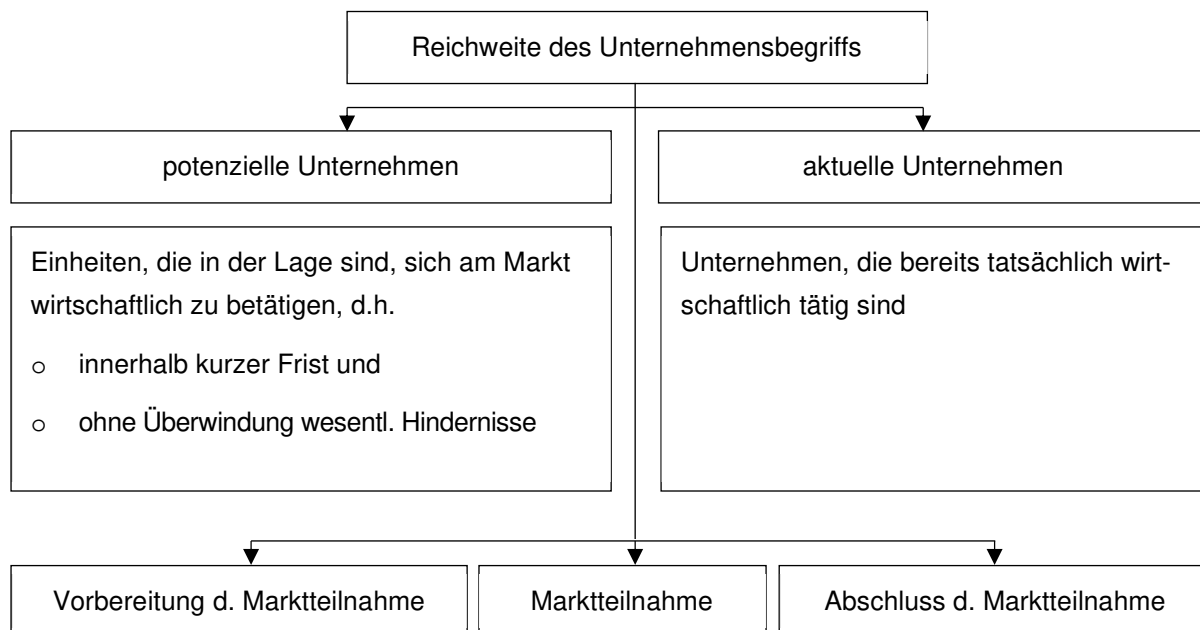 Reichweite des Unternehmensbegriffs
potenzielle Unternehmen
aktuelle Unternehmen
Einheiten, die in der Lage sind, sich am Markt
wirtschaftlich zu betätigen, d.h.
o innerhalb kurzer Frist und
o ohne Überwindung wesentl. Hindernisse
Unternehmen, die bereits tatsächlich wirt-
schaftlich tätig sind
Vorbereitung d. Marktteilnahme
Marktteilnahme
Abschluss d. Marktteilnahme